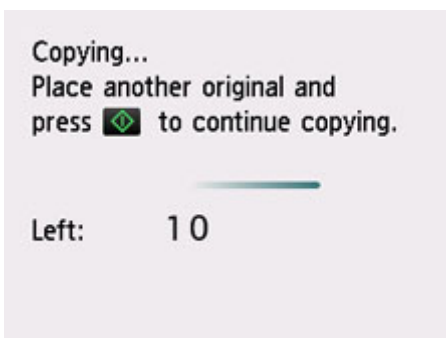 Copying...
Place another original and
press to continue copying.
Left: 10